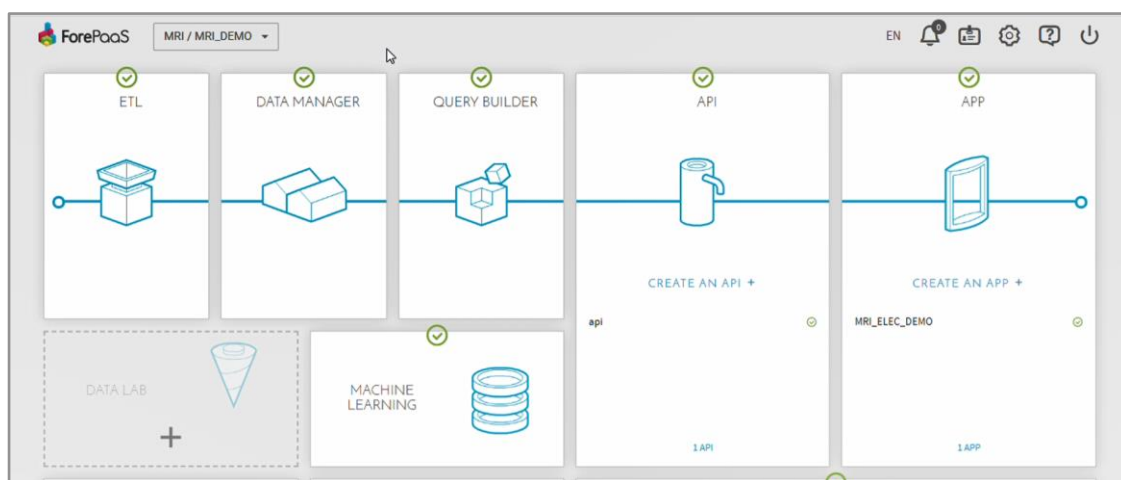 ForePaaS
MRI / MRI_DEMO
EN
0
ETL
DATA MANAGER
QUERY BUILDER
API
APP
CREATE AN API +
CREATE AN APP +
api
MRI_ELEC_DEMO
DATA LAB
+
MACHINE
LEARNING
1 API
1 APP